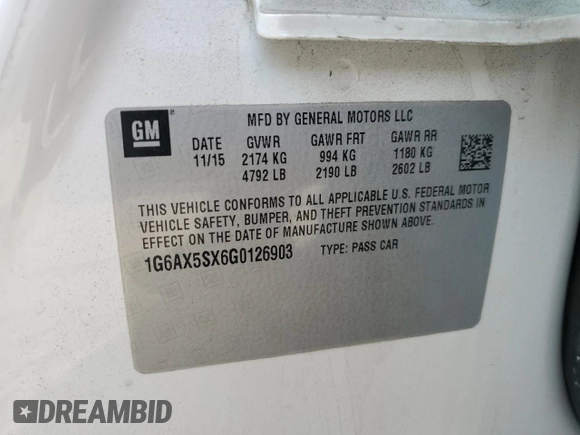 GM
MFD BY GENERAL MOTORS LLC
DATE GVWR GAWR FRT GAWR RR
11/15 2174 KG 994 KG 1180 KG
4792 LB 2190 LB 2602 LB
THIS VEHICLE CONFORMS TO ALL APPLICABLE U.S. FEDERAL MOTOR
VEHICLE SAFETY, BUMPER, AND THEFT PREVENTION STANDARDS IN
EFFECT ON THE DATE OF MANUFACTURE SHOWN ABOVE.
1G6AX5SX6G0126903 TYPE: PASS CAR
DREAMBID